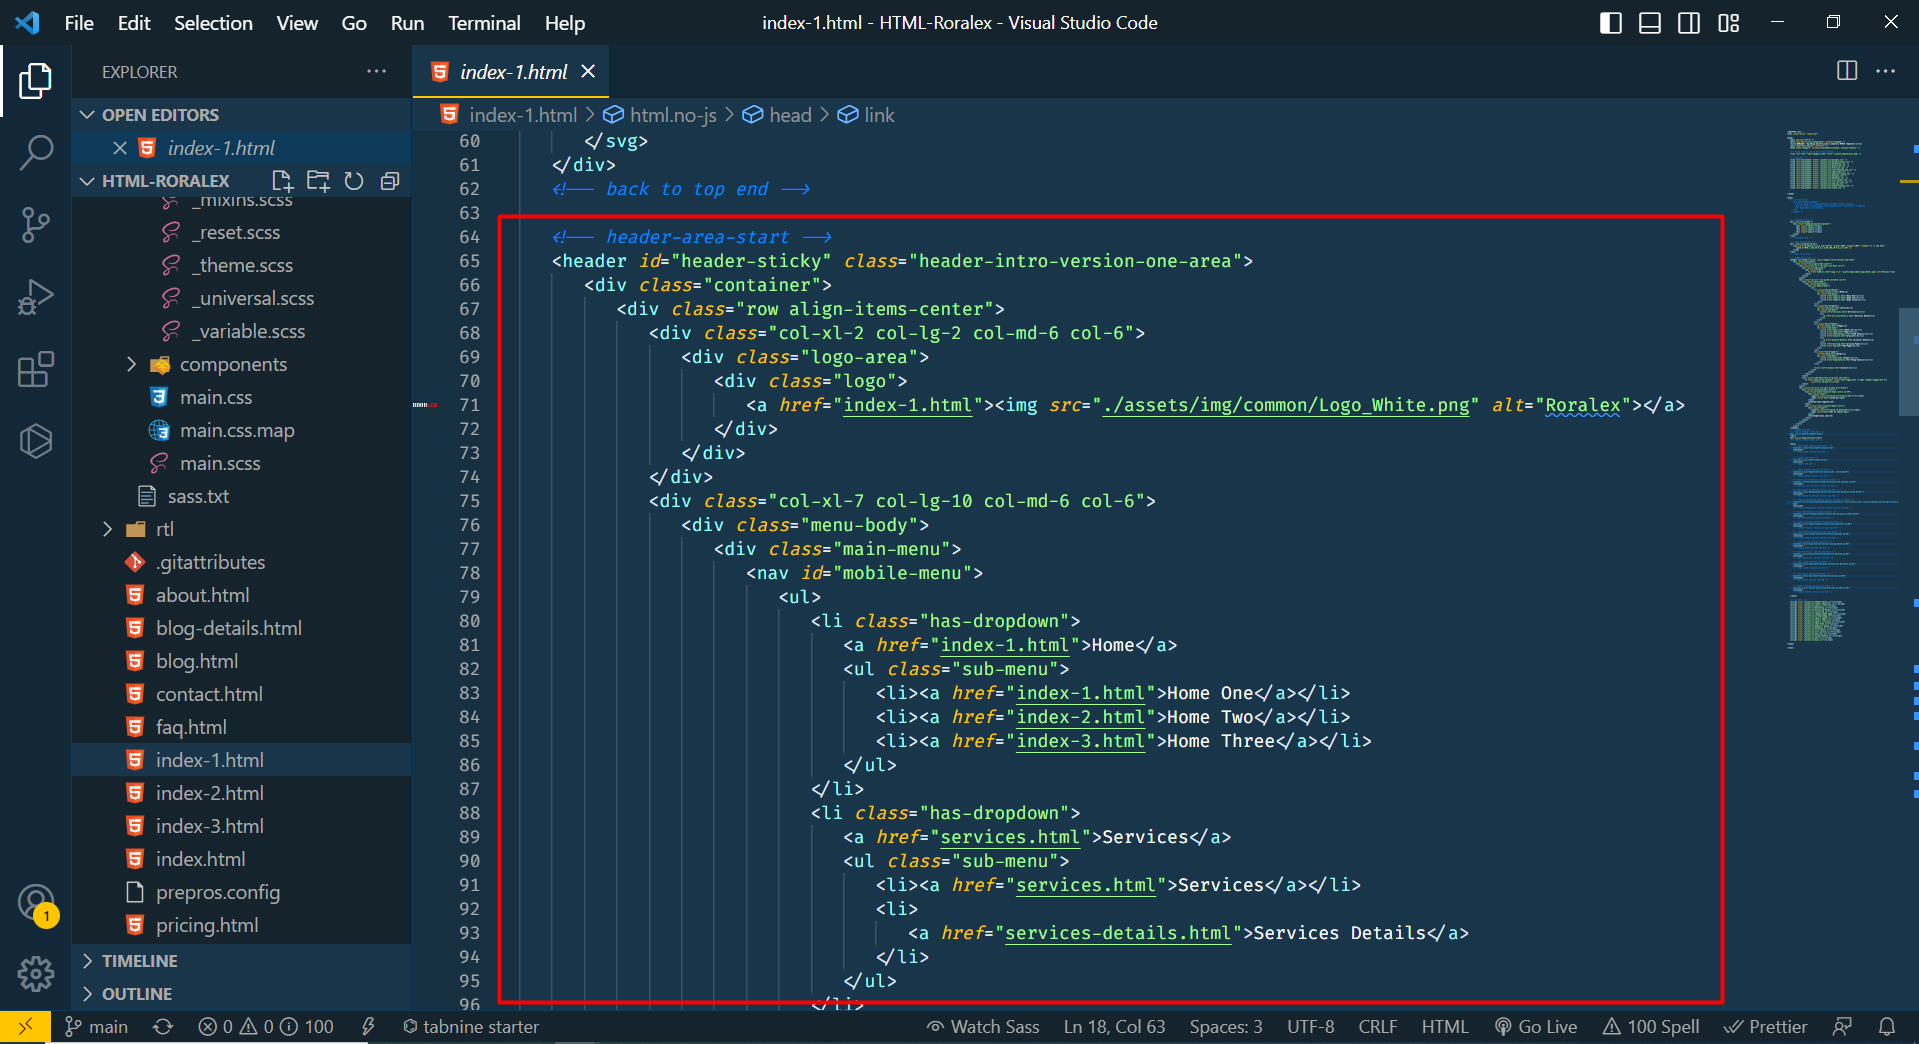 File Edit Selection View Go Run Terminal Help
index-1.html - HTML-Roralex - Visual Studio Code
EXPLORER
OPEN EDITORS
index-1.html
HTML-RORALEX
_mixins.scss
_reset.scss
_theme.scss
_universal.scss
_variable.scss
components
main.css
main.css.map
main.scss
sass.txt
rtl
.gitattributes
about.html
blog-details.html
blog.html
contact.html
faq.html
index-1.html
index-2.html
index-3.html
index.html
prepros.config
pricing.html
TIMELINE
OUTLINE
1
index-1.html
index-1.html > html.no-js > head > link
60 </svg>
61 </div>
62 <!-- back to top end -->
63
64 <!-- header-area-start -->
65 <header id="header-sticky" class="header-intro-version-one-area">
66 <div class="container">
67 <div class="row align-items-center">
68 <div class="col-xl-2 col-lg-2 col-md-6 col-6">
69 <div class="logo-area">
70 <div class="logo">
71 <a href="index-1.html"><img src="./assets/img/common/Logo_White.png" alt="Roralex"></a>
72 </div>
73 </div>
74 </div>
75 <div class="col-xl-7 col-lg-10 col-md-6 col-6">
76 <div class="menu-body">
77 <div class="main-menu">
78 <nav id="mobile-menu">
79 <ul>
80 <li class="has-dropdown">
81 <a href="index-1.html">Home</a>
82 <ul class="sub-menu">
83 <li><a href="index-1.html">Home One</a></li>
84 <li><a href="index-2.html">Home Two</a></li>
85 <li><a href="index-3.html">Home Three</a></li>
86 </ul>
87 </li>
88 <li class="has-dropdown">
89 <a href="services.html">Services</a>
90 <ul class="sub-menu">
91 <li><a href="services.html">Services</a></li>
92 <li>
93 <a href="services-details.html">Services Details</a>
94 </li>
95 </ul>
96 </li>
main 0 0 100 tabnine starter Watch Sass Ln 18, Col 63 Spaces: 3 UTF-8 CRLF HTML Go Live 100 Spell Prettier